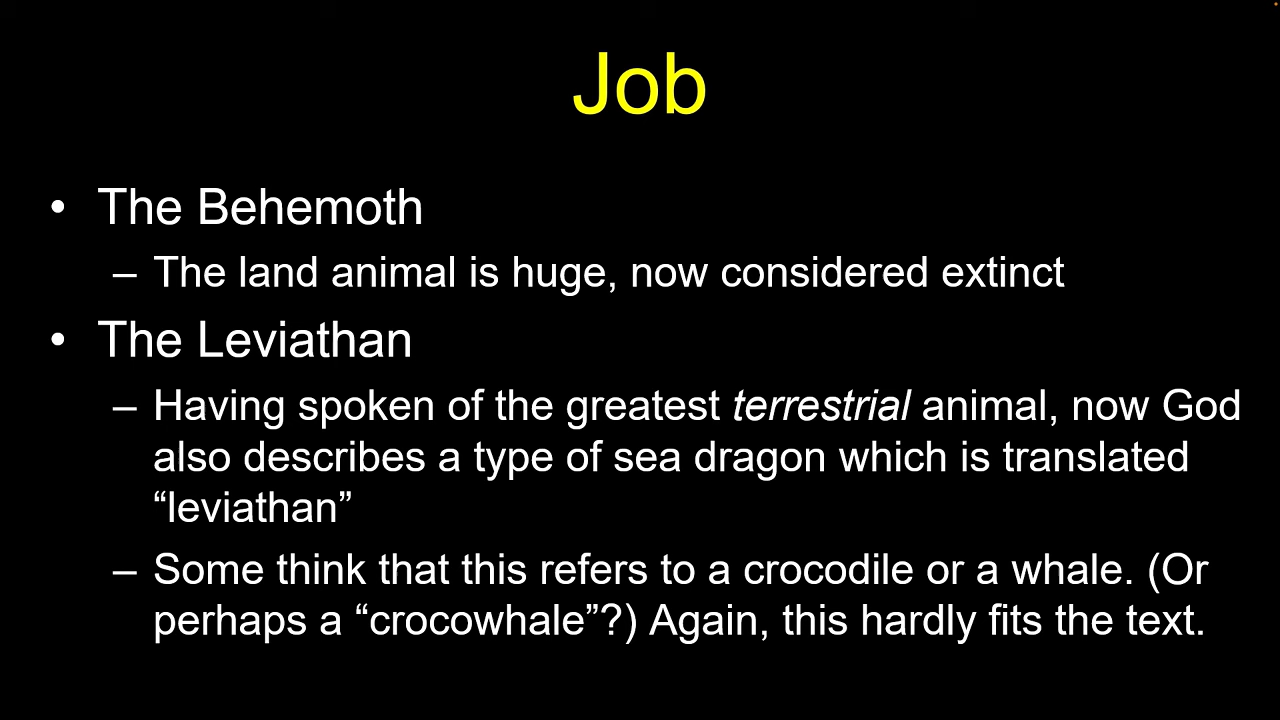 Job
• The Behemoth
– The land animal is huge, now considered extinct
• The Leviathan
– Having spoken of the greatest terrestrial animal, now God
also describes a type of sea dragon which is translated
“leviathan”
– Some think that this refers to a crocodile or a whale. (Or
perhaps a “crocowhale”?) Again, this hardly fits the text.